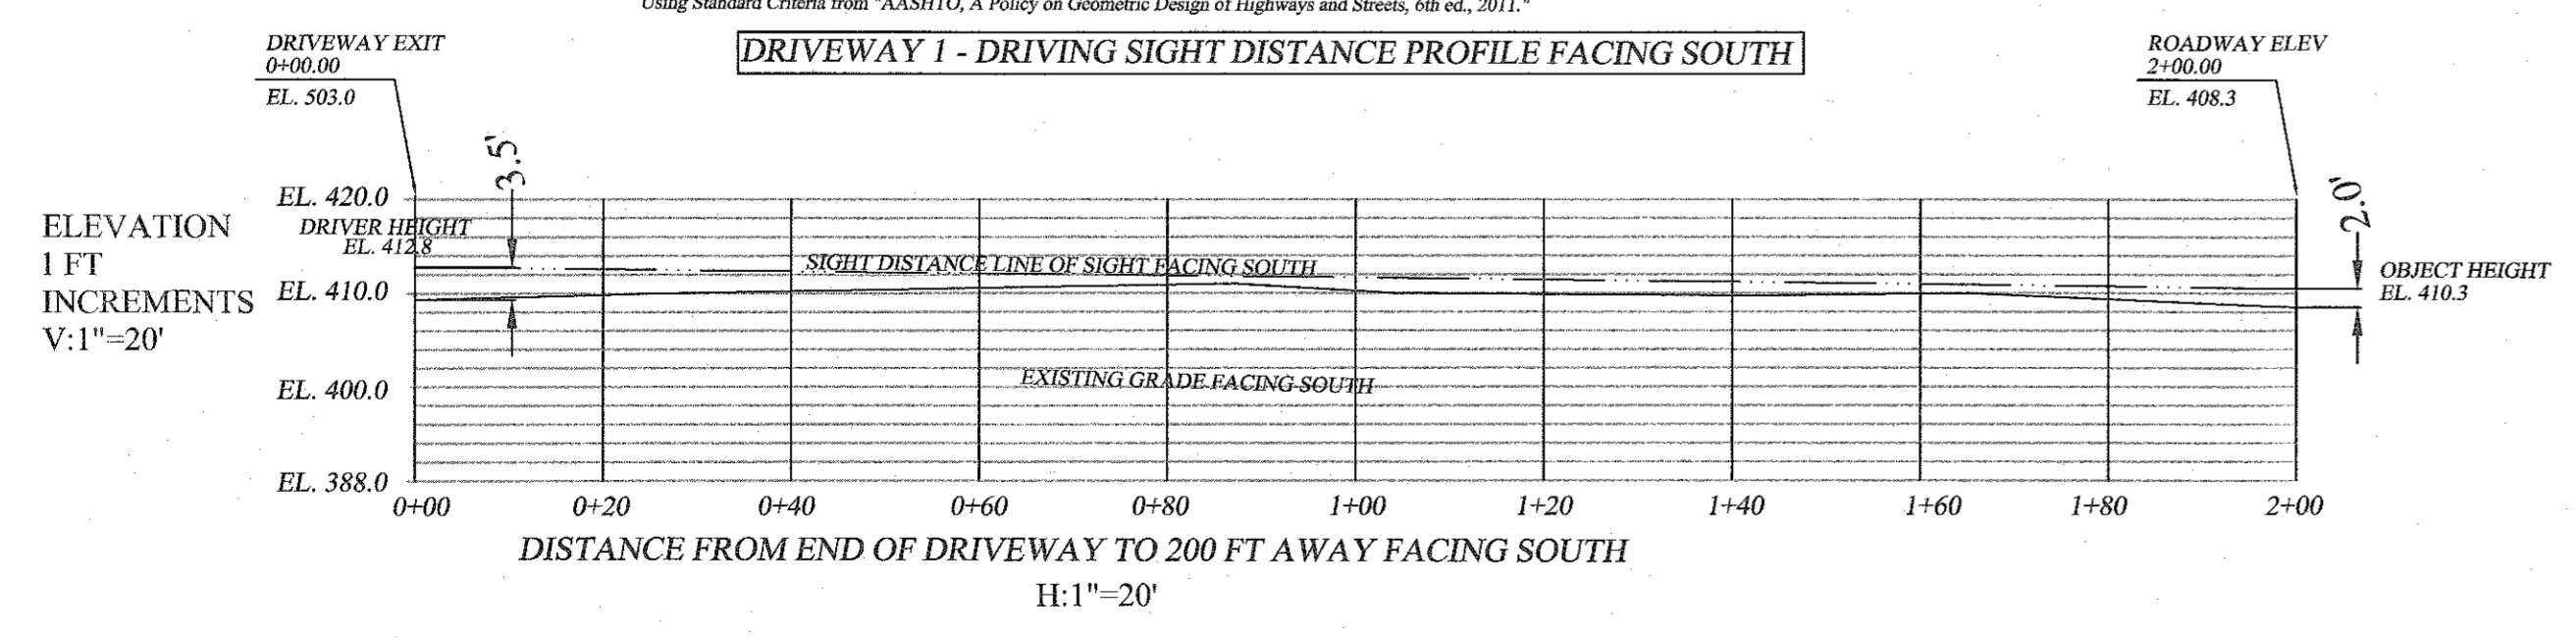 Using Standard Criteria from "AASHTO, A Policy on Geometric Design of Highways and Streets, 6th ed., 2011."
DRIVEWAY 1 - DRIVING SIGHT DISTANCE PROFILE FACING SOUTH
DRIVEWAY EXIT
0+00.00
EL. 503.0
ROADWAY ELEV
2+00.00
EL. 408.3
3.5'
2.0'
ELEVATION
1 FT
INCREMENTS
V:1"=20'
EL. 420.0
DRIVER HEIGHT
EL. 412.8
SIGHT DISTANCE LINE OF SIGHT FACING SOUTH
EL. 410.0
OBJECT HEIGHT
EL. 410.3
EXISTING GRADE FACING SOUTH
EL. 400.0
EL. 388.0
0+00 0+20 0+40 0+60 0+80 1+00 1+20 1+40 1+60 1+80 2+00
DISTANCE FROM END OF DRIVEWAY TO 200 FT AWAY FACING SOUTH
H:1"=20'